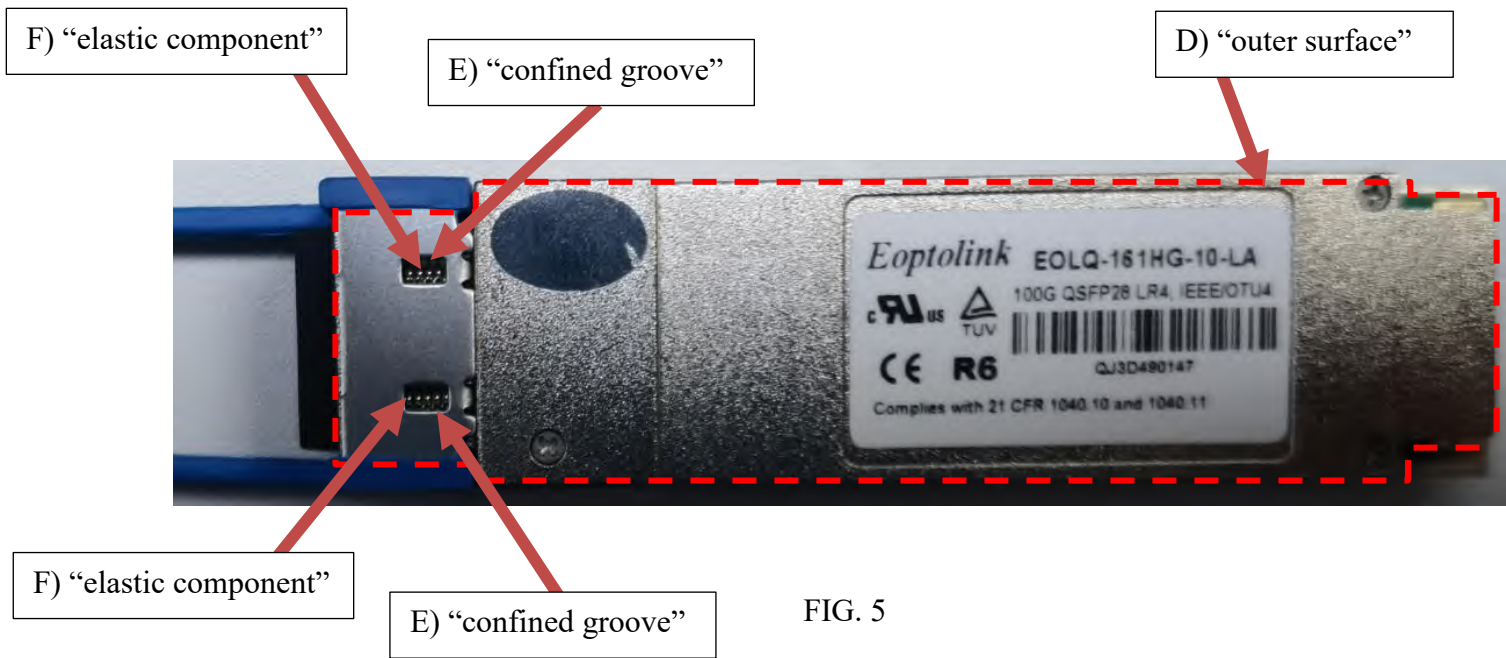 F) “elastic component”
E) “confined groove”
D) “outer surface”
Eoptolink EOLQ-161HG-10-LA
100G QSFP28 LR4, IEEE/OTU4
c RU US TUV
CE R6
QJ3D490147
Complies with 21 CFR 1040.10 and 1040.11
F) “elastic component”
E) “confined groove”
FIG. 5